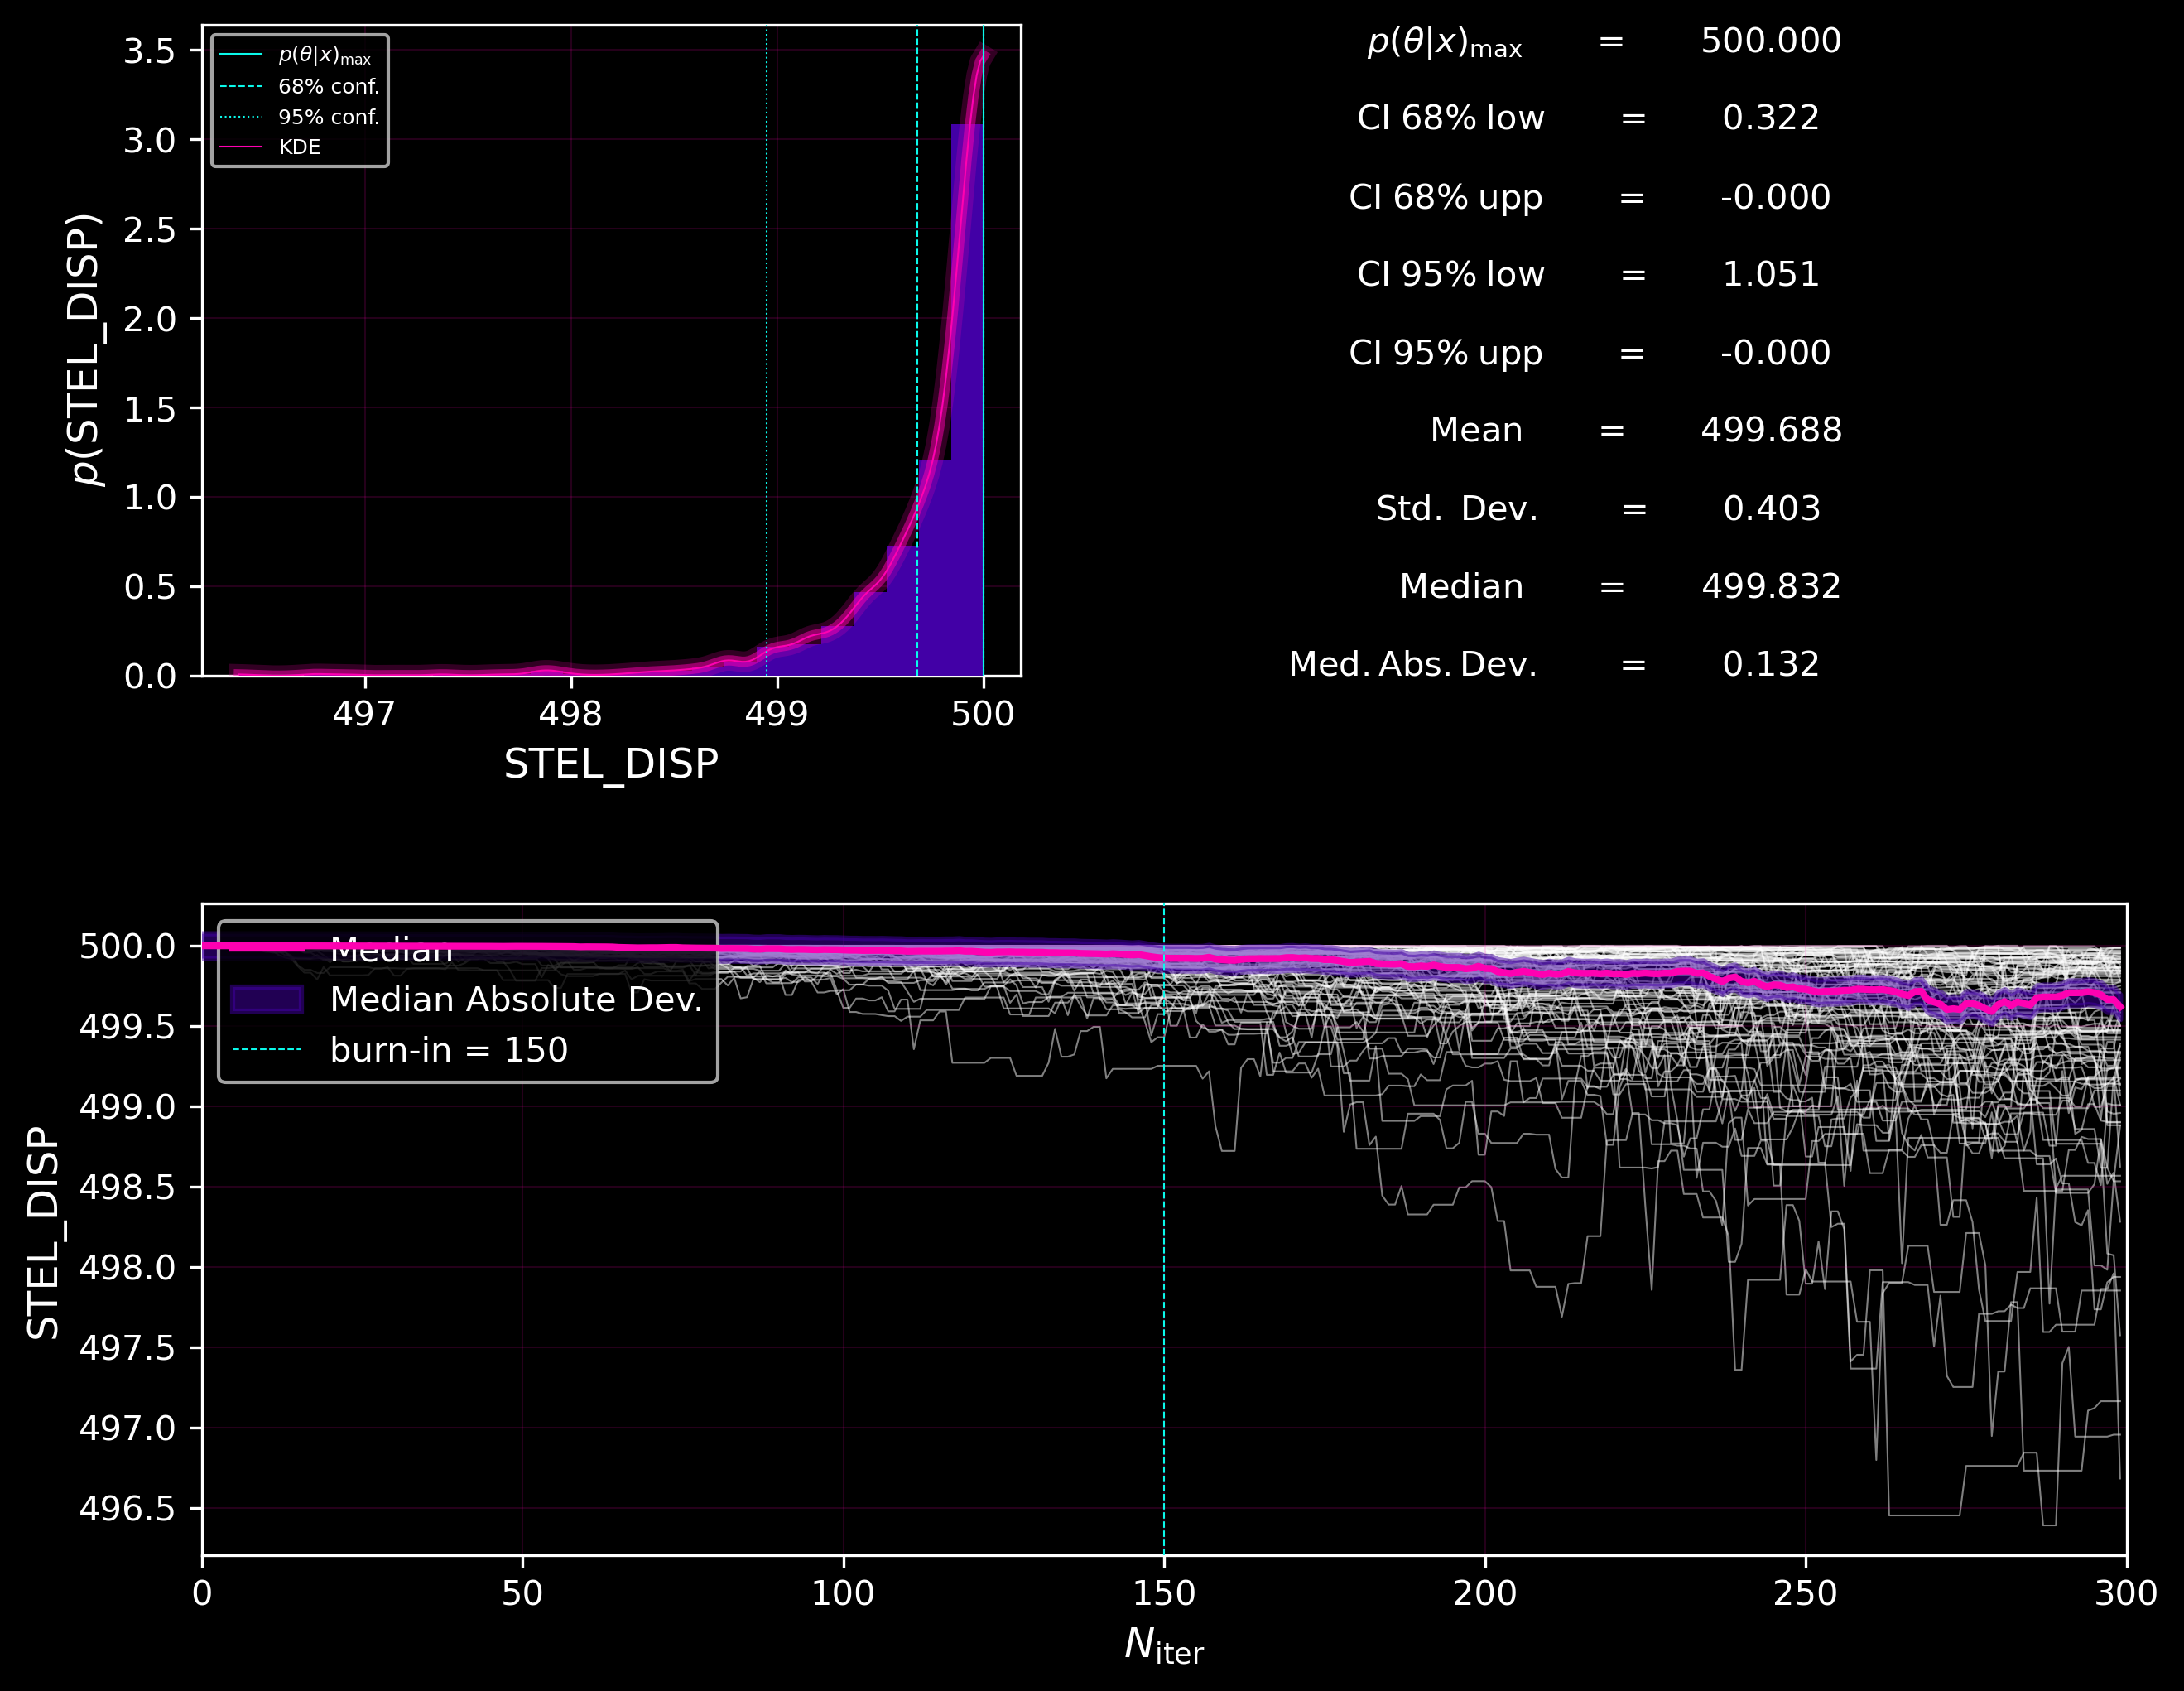 3.5
3.0
2.5
2.0
1.5
1.0
0.5
0.0
p(STEL_DISP)
p(θ|x)max
68% conf.
95% conf.
KDE
497 498 499 500
STEL_DISP
p(θ|x)max = 500.000
CI 68% low = 0.322
CI 68% upp = -0.000
CI 95% low = 1.051
CI 95% upp = -0.000
Mean = 499.688
Std. Dev. = 0.403
Median = 499.832
Med. Abs. Dev. = 0.132
500.0
499.5
499.0
498.5
498.0
497.5
497.0
496.5
STEL_DISP
Median
Median Absolute Dev.
burn-in = 150
0 50 100 150 200 250 300
Niter